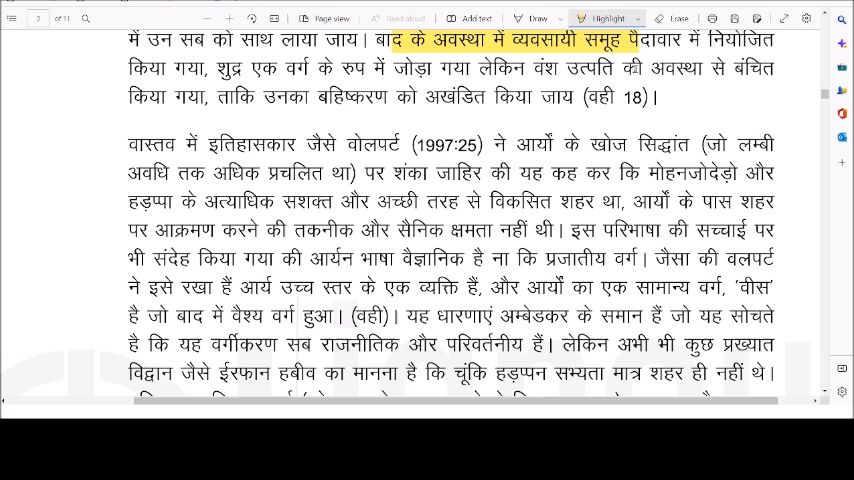 3 of 11 Page view Read aloud Add text Draw Highlight Erase
में उन सब को साथ लाया जाय। बाद के अवस्था में व्यवसायी समूह पैदावार में नियोजित
किया गया, शुद्र एक वर्ग के रुप में जोड़ा गया लेकिन वंश उत्पति की अवस्था से बंचित
किया गया, ताकि उनका बहिष्करण को अखंडित किया जाय (वही 18)।
वास्तव में इतिहासकार जैसे वोलपर्ट (1997:25) ने आर्यों के खोज सिद्धांत (जो लम्बी
अवधि तक अधिक प्रचलित था) पर शंका जाहिर की यह कह कर कि मोहनजोदेड़ो और
हड़प्पा के अत्याधिक सशक्त और अच्छी तरह से विकसित शहर था, आर्यों के पास शहर
पर आक्रमण करने की तकनीक और सैनिक क्षमता नहीं थी। इस परिभाषा की सच्चाई पर
भी संदेह किया गया की आर्यन भाषा वैज्ञानिक है ना कि प्रजातीय वर्ग। जैसा की वलपर्ट
ने इसे रखा हैं आर्य उच्च स्तर के एक व्यक्ति हैं, और आर्यों का एक सामान्य वर्ग, 'वीस'
है जो बाद में वैश्य वर्ग हुआ। (वही)। यह धारणाएं अम्बेडकर के समान हैं जो यह सोचते
है कि यह वर्गीकरण सब राजनीतिक और परिवर्तनीय हैं। लेकिन अभी भी कुछ प्रख्यात
विद्वान जैसे ईरफान हबीव का मानना है कि चूंकि हड़प्पन सभ्यता मात्र शहर ही नहीं थे।